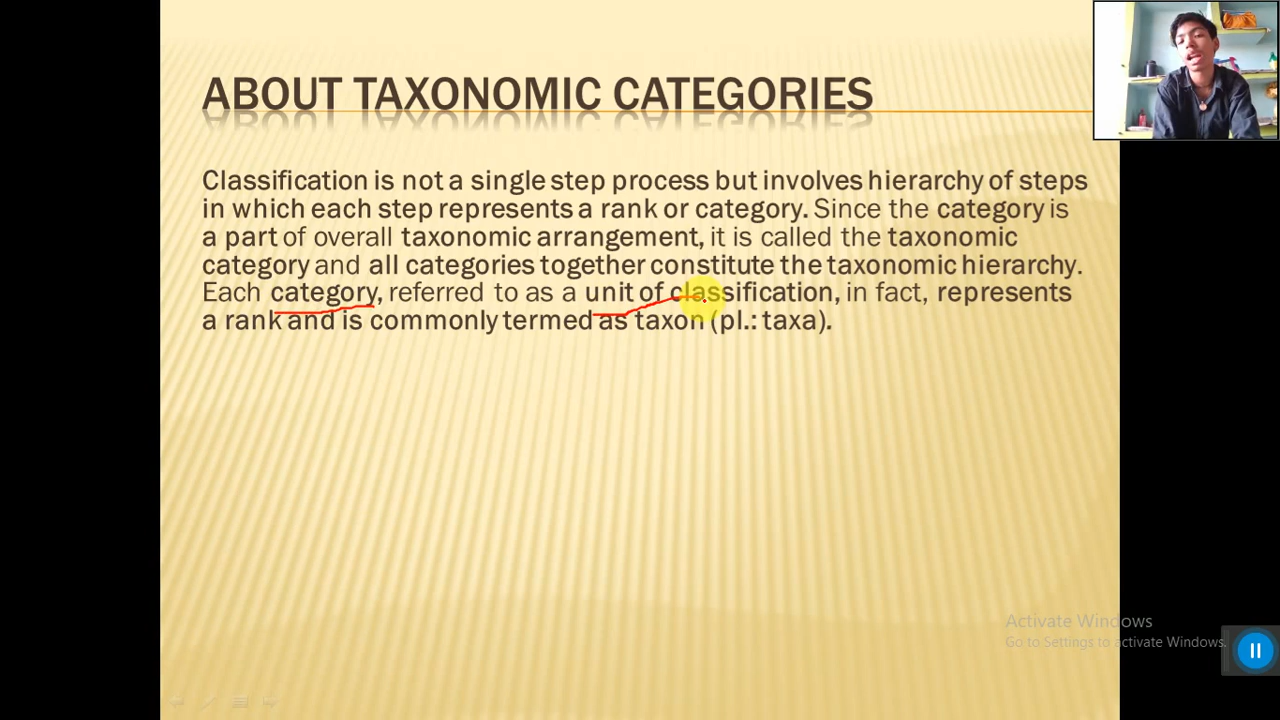 ABOUT TAXONOMIC CATEGORIES
Classification is not a single step process but involves hierarchy of steps
in which each step represents a rank or category. Since the category is
a part of overall taxonomic arrangement, it is called the taxonomic
category and all categories together constitute the taxonomic hierarchy.
Each category, referred to as a unit of classification, in fact, represents
a rank and is commonly termed as taxon (pl.: taxa).
Activate Windows
Go to Settings to activate Windows.